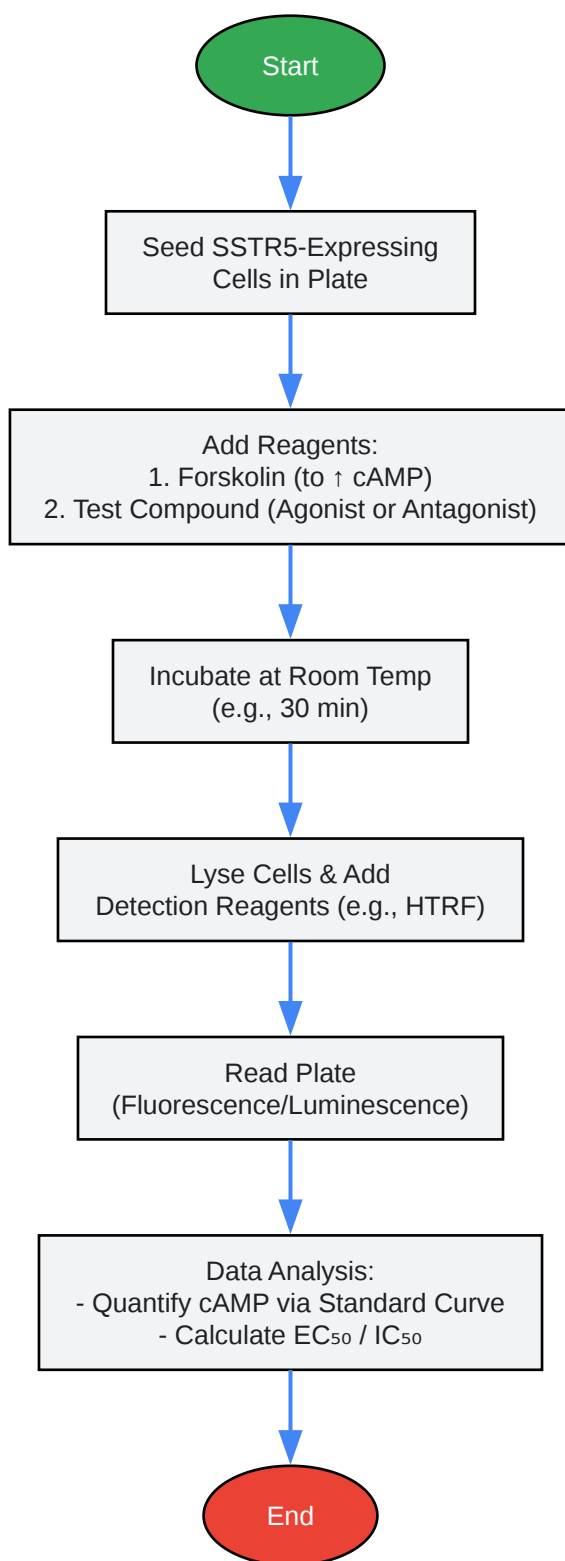 Start
Seed SSTR5-Expressing
Cells in Plate
Add Reagents:
1. Forskolin (to ↑ cAMP)
2. Test Compound (Agonist or Antagonist)
Incubate at Room Temp
(e.g., 30 min)
Lyse Cells & Add
Detection Reagents (e.g., HTRF)
Read Plate
(Fluorescence/Luminescence)
Data Analysis:
- Quantify cAMP via Standard Curve
- Calculate EC₅₀ / IC₅₀
End